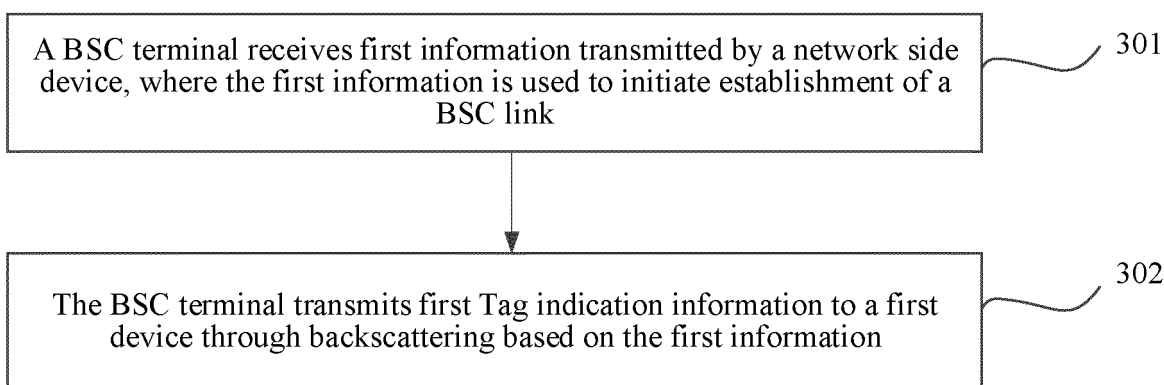 A BSC terminal receives first information transmitted by a network side
device, where the first information is used to initiate establishment of a
BSC link
301
The BSC terminal transmits first Tag indication information to a first
device through backscattering based on the first information
302